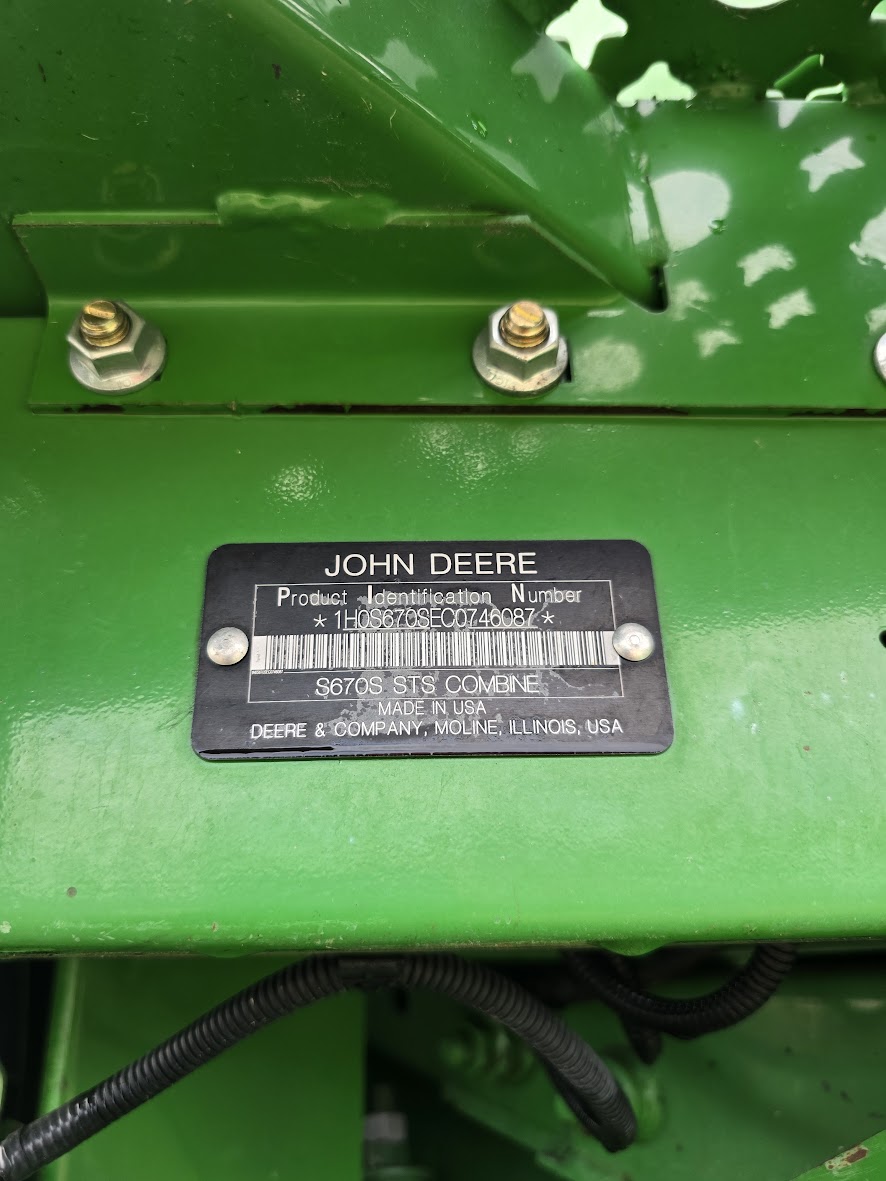 JOHN DEERE
Product Identification Number
*1H0S670SEC0746087*
S670S STS COMBINE
MADE IN USA
DEERE & COMPANY, MOLINE, ILLINOIS, USA